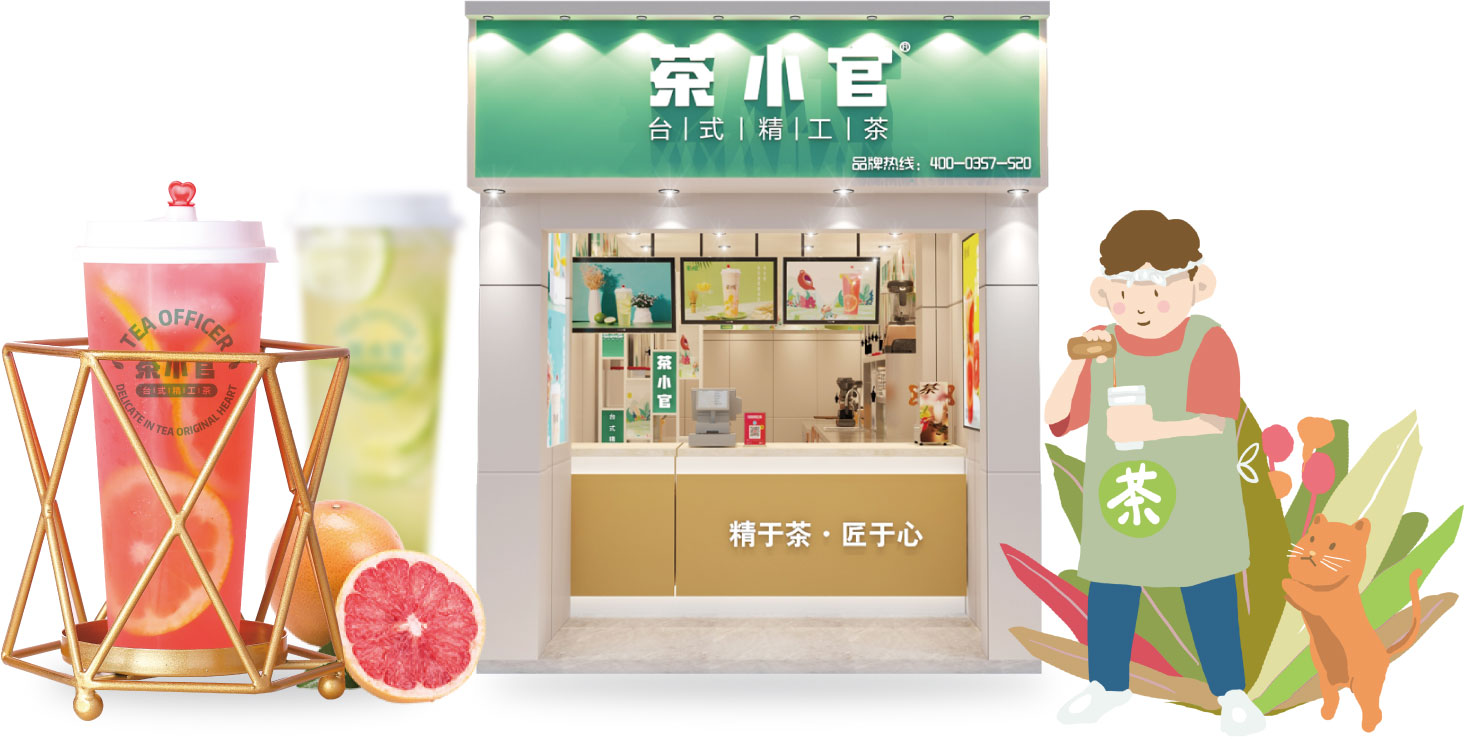 茶小官®
台|式|精|工|茶
品牌热线：400-0357-520
TEA OFFICER
茶小官
台|式|精|工|茶
DELICATE IN TEA ORIGINAL HEART
茶小官
台式精
精于茶·匠于心
茶